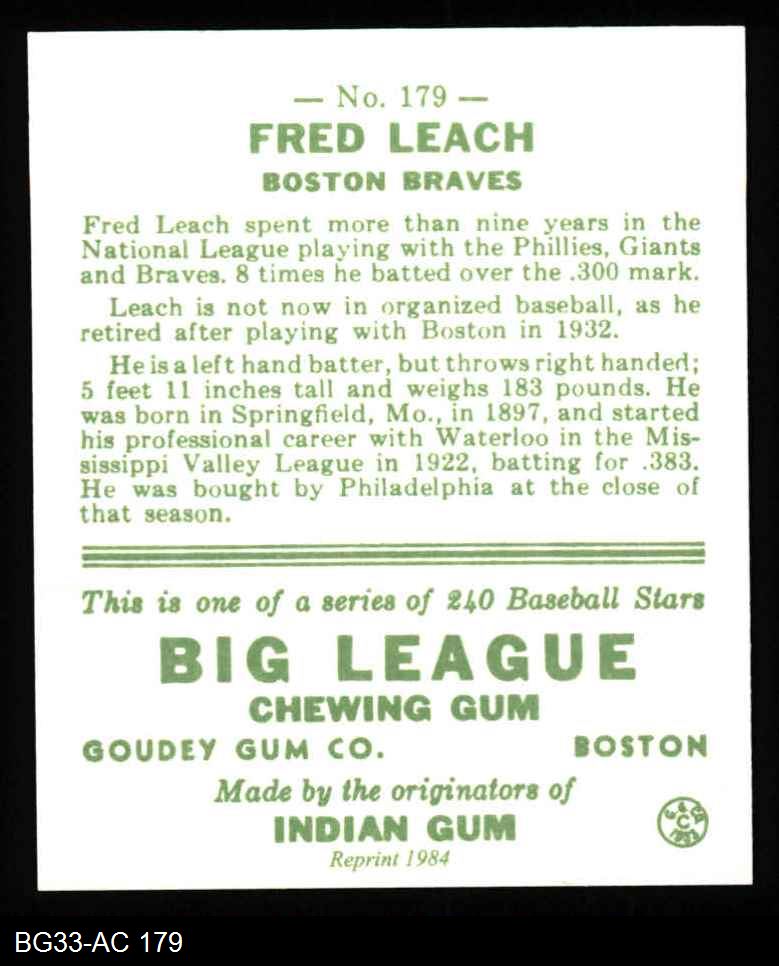 — No. 179 —
FRED LEACH
BOSTON BRAVES
Fred Leach spent more than nine years in the
National League playing with the Phillies, Giants
and Braves. 8 times he batted over the .300 mark.
Leach is not now in organized baseball, as he
retired after playing with Boston in 1932.
He is a left hand batter, but throws right handed;
5 feet 11 inches tall and weighs 183 pounds. He
was born in Springfield, Mo., in 1897, and started
his professional career with Waterloo in the Mis-
sissippi Valley League in 1922, batting for .383.
He was bought by Philadelphia at the close of
that season.
This is one of a series of 240 Baseball Stars
BIG LEAGUE
CHEWING GUM
GOUDEY GUM CO. BOSTON
Made by the originators of
INDIAN GUM
Reprint 1984
G & CO
C
1933
BG33-AC 179